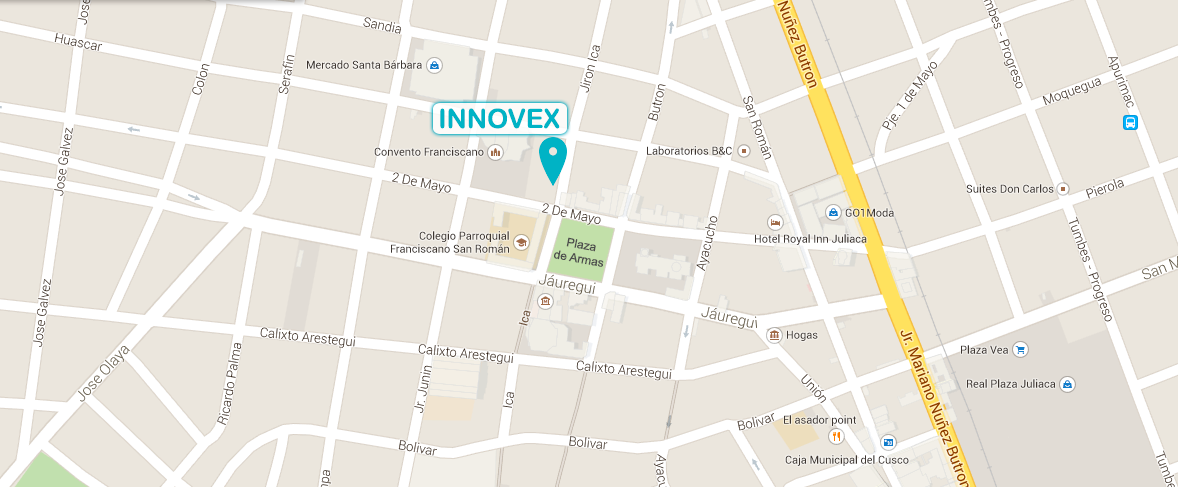 Jose
Sandia
Huascar
Colon
Serafin
Mercado Santa Bárbara
Jiron Ica
Butron
Nuñez Butron
Tumbes - Progreso
Apurimac
Moquegua
Pje. 1 de Mayo
San Román
INNOVEX
Convento Franciscano
Laboratorios B&C
Jose Galvez
2 De Mayo
2 De Mayo
Suites Don Carlos
Pierola
GO1Moda
Hotel Royal Inn Juliaca
Colegio Parroquial
Franciscano San Román
Plaza
de Armas
Ayacucho
Tumbes - Progreso
San M
Jáuregui
Jáuregui
Jose Galvez
Ica
Hogas
Calixto Arestegui
Calixto Arestegui
Calixto Arestegui
Jr. Mariano Nuñez Butron
Plaza Vea
Real Plaza Juliaca
Jose Olaya
Ricardo Palma
Jr. Junin
Ica
Unión
Bolivar
El asador point
Caja Municipal del Cusco
Bolivar
Bolivar
Ayacu
Tumbes
mpa